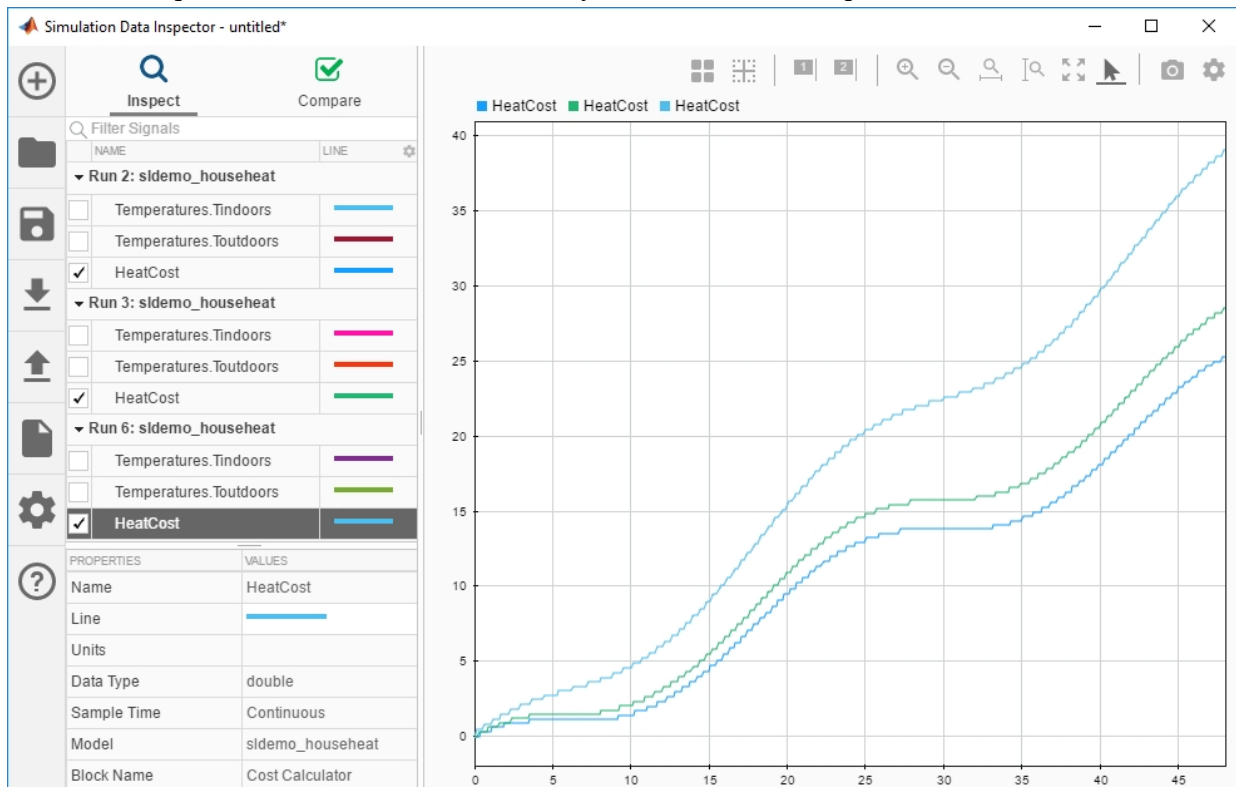 Simulation Data Inspector - untitled*
Inspect Compare
Filter Signals
NAME LINE
Run 2: sldemo_househeat
Temperatures.Tindoors
Temperatures.Toutdoors
HeatCost
Run 3: sldemo_househeat
Temperatures.Tindoors
Temperatures.Toutdoors
HeatCost
Run 6: sldemo_househeat
Temperatures.Tindoors
Temperatures.Toutdoors
HeatCost
PROPERTIES VALUES
Name HeatCost
Line
Units
Data Type double
Sample Time Continuous
Model sldemo_househeat
Block Name Cost Calculator
1 2
HeatCost HeatCost HeatCost
40
35
30
25
20
15
10
5
0
0 5 10 15 20 25 30 35 40 45